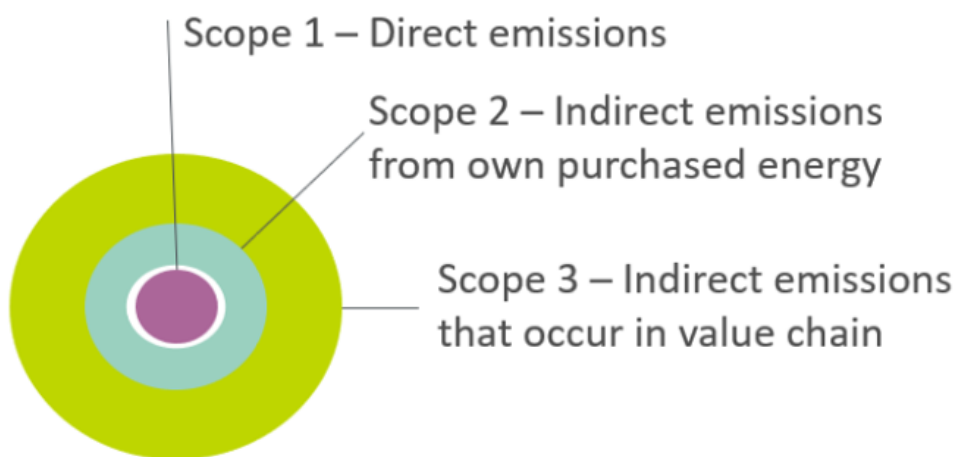 Scope 1 – Direct emissions
Scope 2 – Indirect emissions
from own purchased energy
Scope 3 – Indirect emissions
that occur in value chain